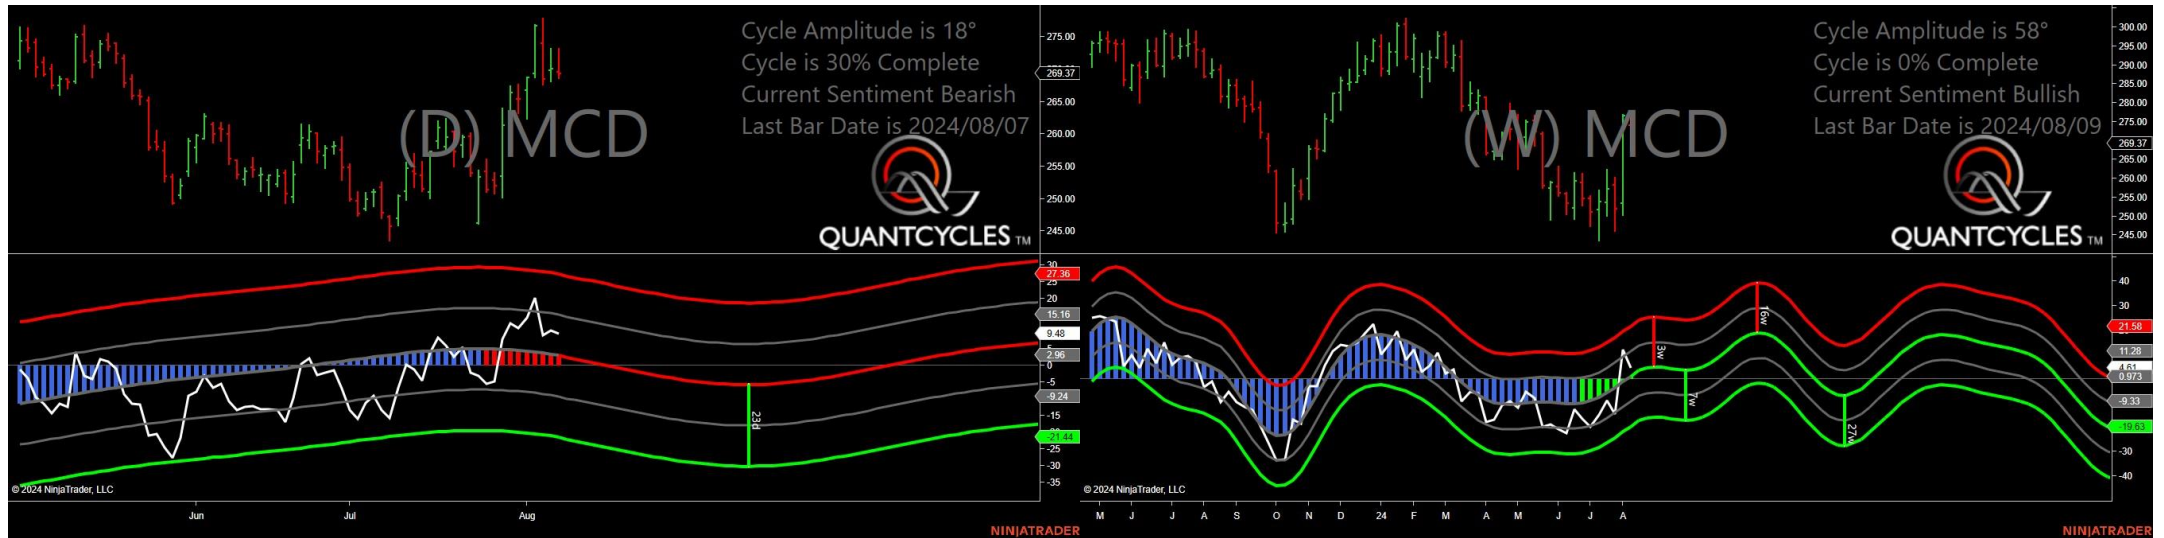 Cycle Amplitude is 18°
Cycle is 30% Complete
Current Sentiment Bearish
Last Bar Date is 2024/08/07
(D) MCD
QUANTCYCLES TM
275.00
269.37
265.00
260.00
255.00
250.00
245.00
30
27.36
25
20
15.16
9.48
5
2.96
0
-5
-9.24
-15
-21.44
-25
-30
-35
23d
© 2024 NinjaTrader, LLC
Jun Jul Aug
NINJATRADER
Cycle Amplitude is 58°
Cycle is 0% Complete
Current Sentiment Bullish
Last Bar Date is 2024/08/09
(W) MCD
QUANTCYCLES TM
300.00
295.00
290.00
285.00
280.00
275.00
269.37
265.00
260.00
255.00
250.00
245.00
40
30
21.58
11.28
4.61
0.973
-9.33
-19.63
-30
-40
3w
7w
16w
27w
© 2024 NinjaTrader, LLC
M J J A S O N D 24 F M A M J J A
NINJATRADER